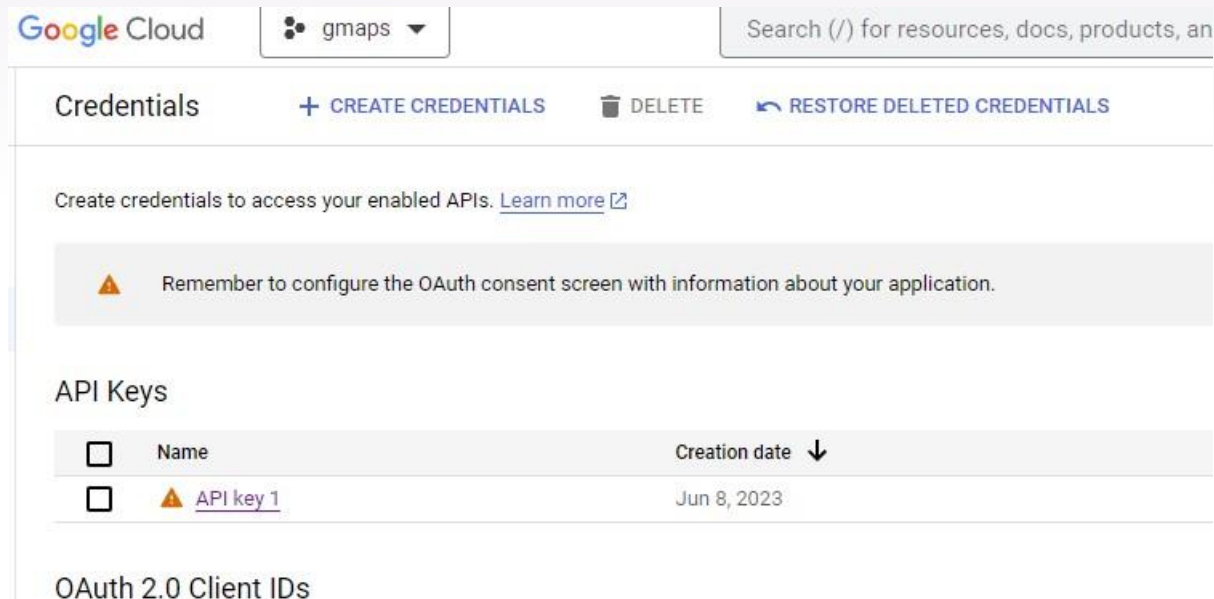 Google Cloud gmaps Search (/) for resources, docs, products, an
Credentials + CREATE CREDENTIALS DELETE RESTORE DELETED CREDENTIALS
Create credentials to access your enabled APIs. Learn more
Remember to configure the OAuth consent screen with information about your application.
API Keys
Name Creation date
API key 1 Jun 8, 2023
OAuth 2.0 Client IDs